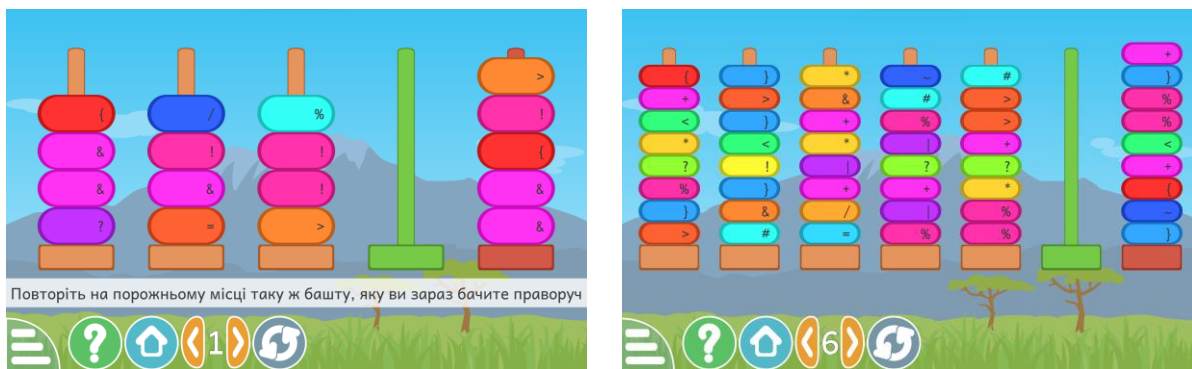 >
{ / % !
& ! ! {
& & ! &
? = > &
Повторіть на порожньому місці таку ж башту, яку ви зараз бачите праворуч
? 1
+
{ } * ~ # }
+ > & # > %
< } + % > %
* < * | + <
? ! | ? ? +
% } + + * {
} & / | % ~
> # = % % }
? 6